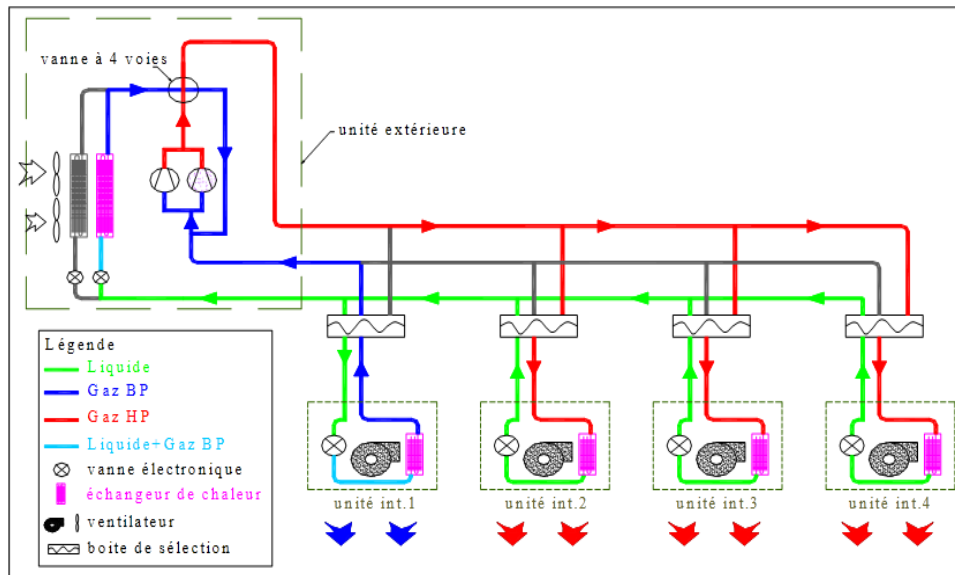 vanne à 4 voies
unité extérieure
Légende
Liquide
Gaz BP
Gaz HP
Liquide+Gaz BP
vanne électronique
échangeur de chaleur
ventilateur
boite de sélection
unité int.1
unité int.2
unité int.3
unité int.4